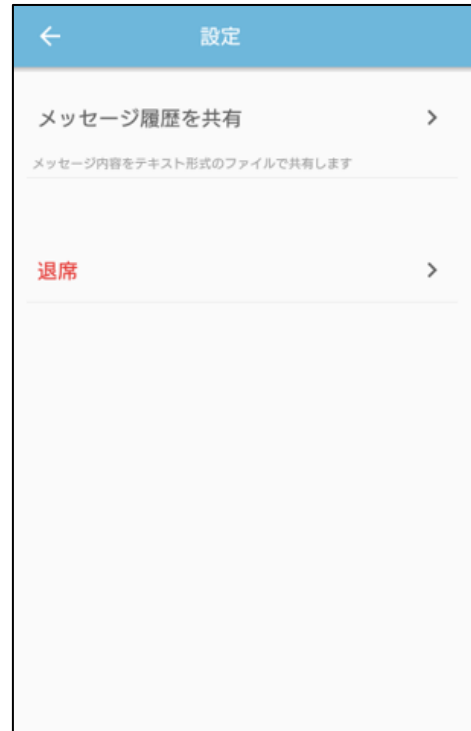 設定
メッセージ履歴を共有
メッセージ内容をテキスト形式のファイルで共有します
退席